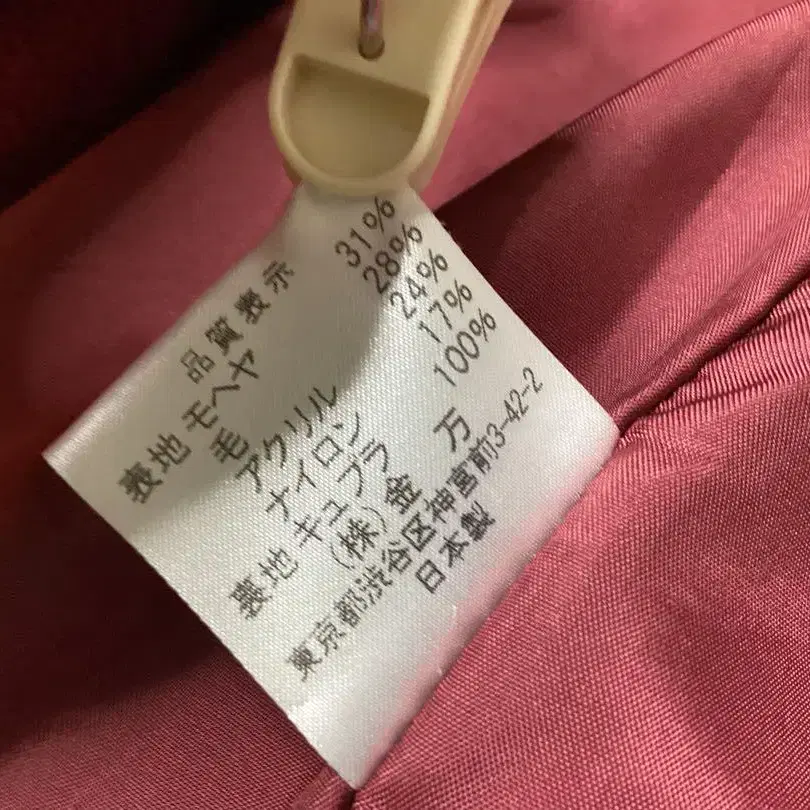 品質表示
表地 モヘヤ 31%
毛 28%
アクリル 24%
ナイロン 17%
裏地 キュプラ 100%
(株)金 万
東京都渋谷区神宮前3-42-2
日本製